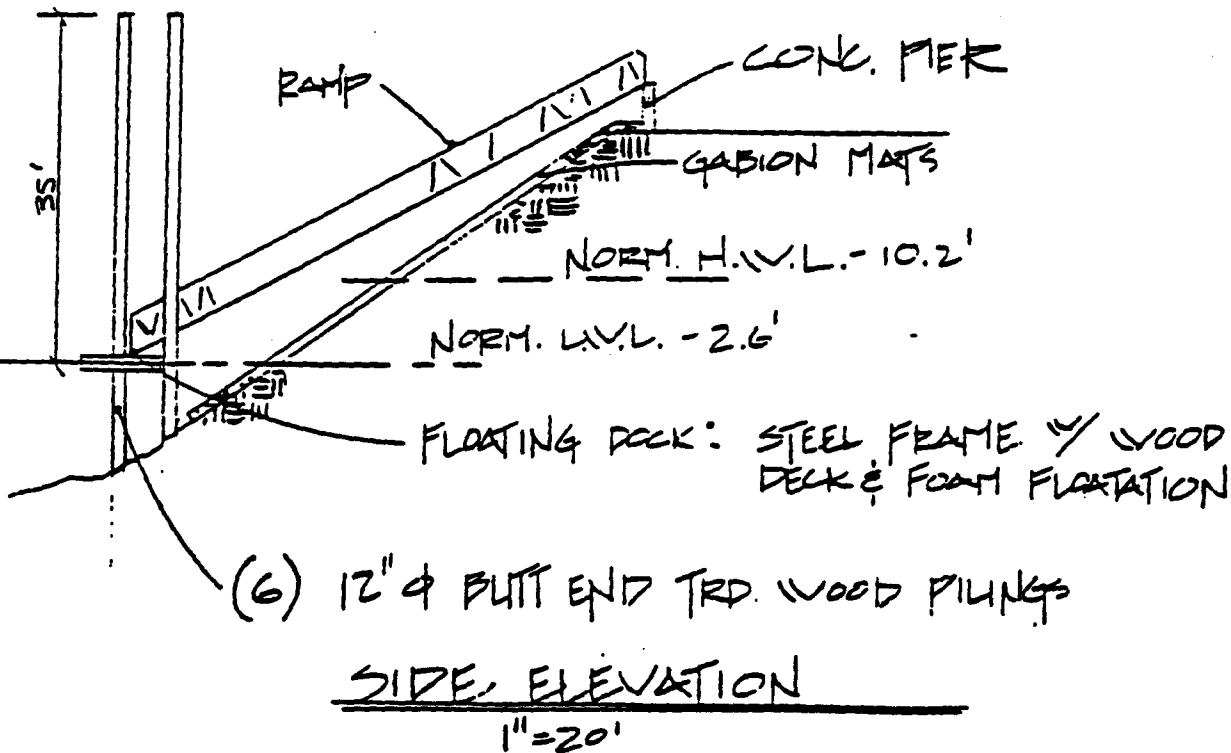 RAMP
CONC. PIER
35'
GABION MATS
NORM. H.W.L. - 10.2'
NORM. L.W.L. - 2.6'
FLOATING DOCK: STEEL FRAME W/ WOOD
DECK & FOAM FLOATATION
(6) 12" ф BUTT END TRD. WOOD PILINGS
SIDE ELEVATION
1"=20'